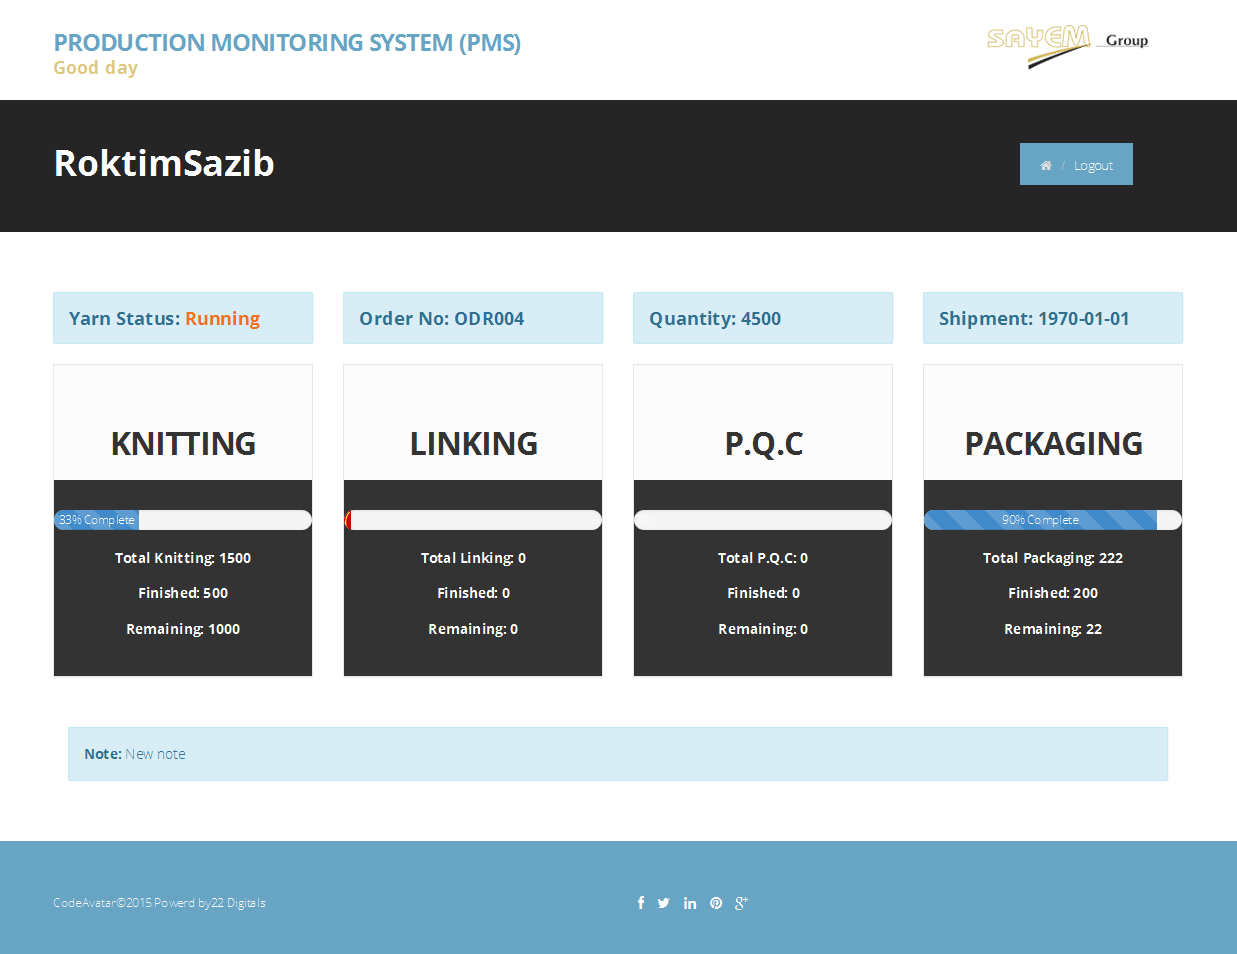 PRODUCTION MONITORING SYSTEM (PMS)
Good day
SAYEM Group
RoktimSazib
/ Logout
Yarn Status: Running
Order No: ODR004
Quantity: 4500
Shipment: 1970-01-01
KNITTING
33% Complete
Total Knitting: 1500
Finished: 500
Remaining: 1000
LINKING
Total Linking: 0
Finished: 0
Remaining: 0
P.Q.C
Total P.Q.C: 0
Finished: 0
Remaining: 0
PACKAGING
90% Complete
Total Packaging: 222
Finished: 200
Remaining: 22
Note: New note
CodeAvatar©2015 Powerd by22 Digitals